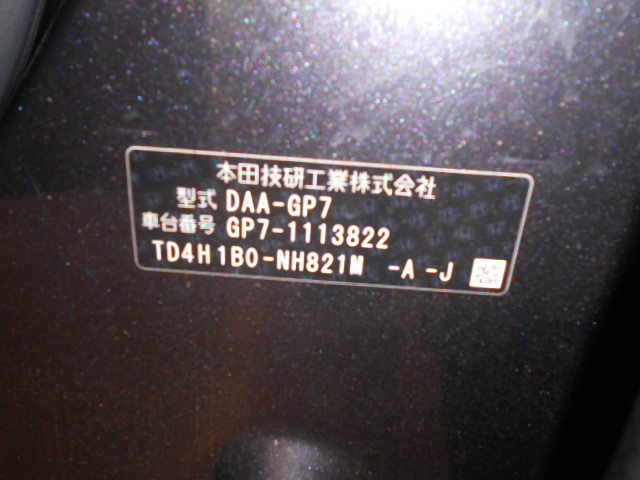 本田技研工業株式会社
型式 DAA-GP7
車台番号 GP7-1113822
TD4H1B0-NH821M -A -J